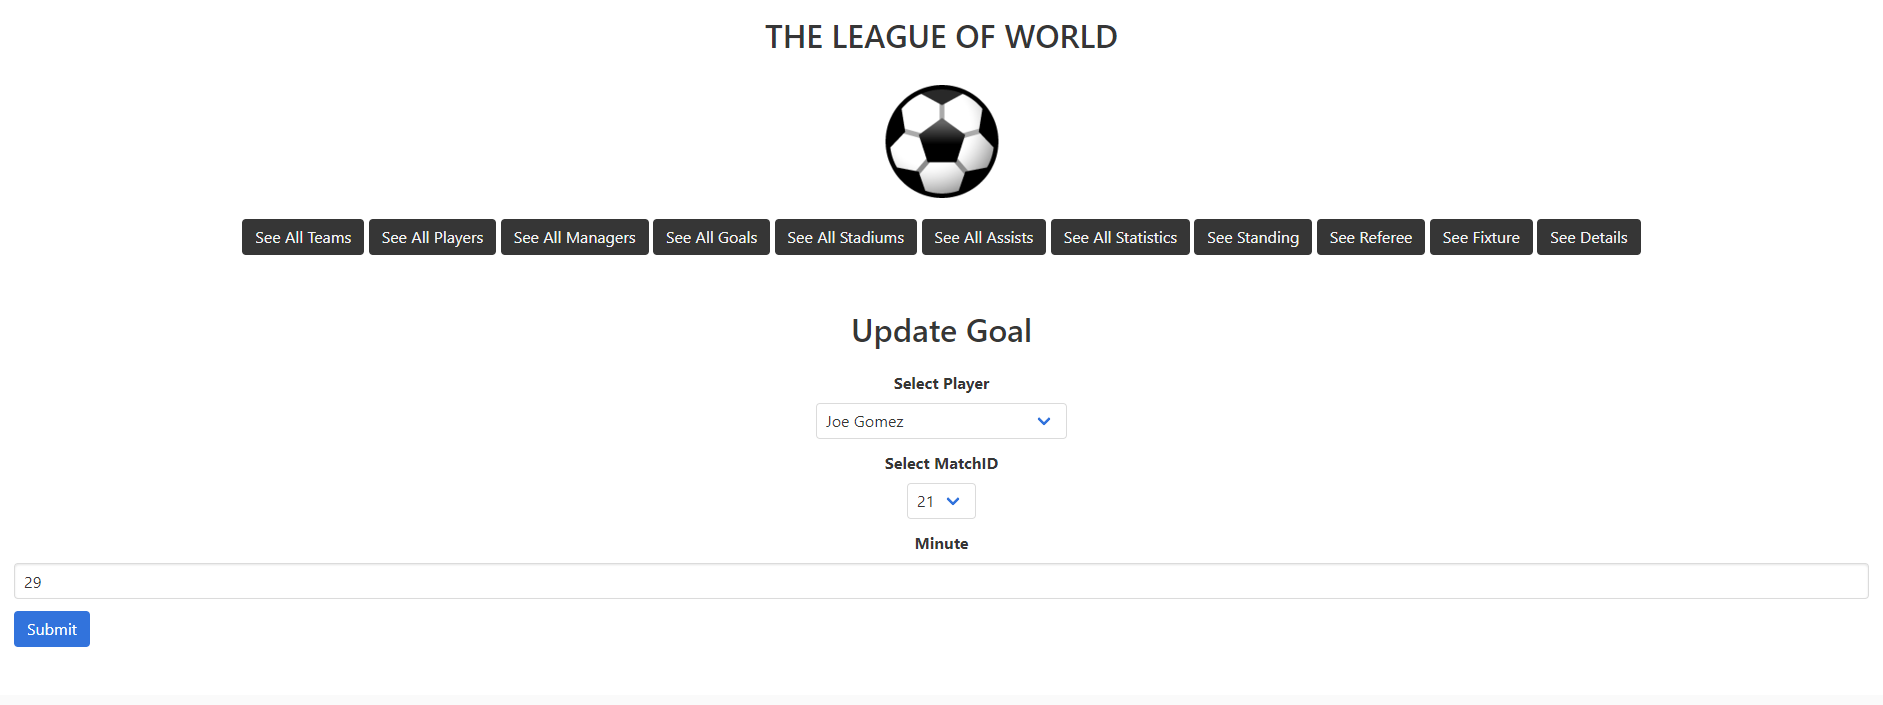 THE LEAGUE OF WORLD
See All Teams See All Players See All Managers See All Goals See All Stadiums See All Assists See All Statistics See Standing See Referee See Fixture See Details
Update Goal
Select Player
Joe Gomez
Select MatchID
21
Minute
29
Submit